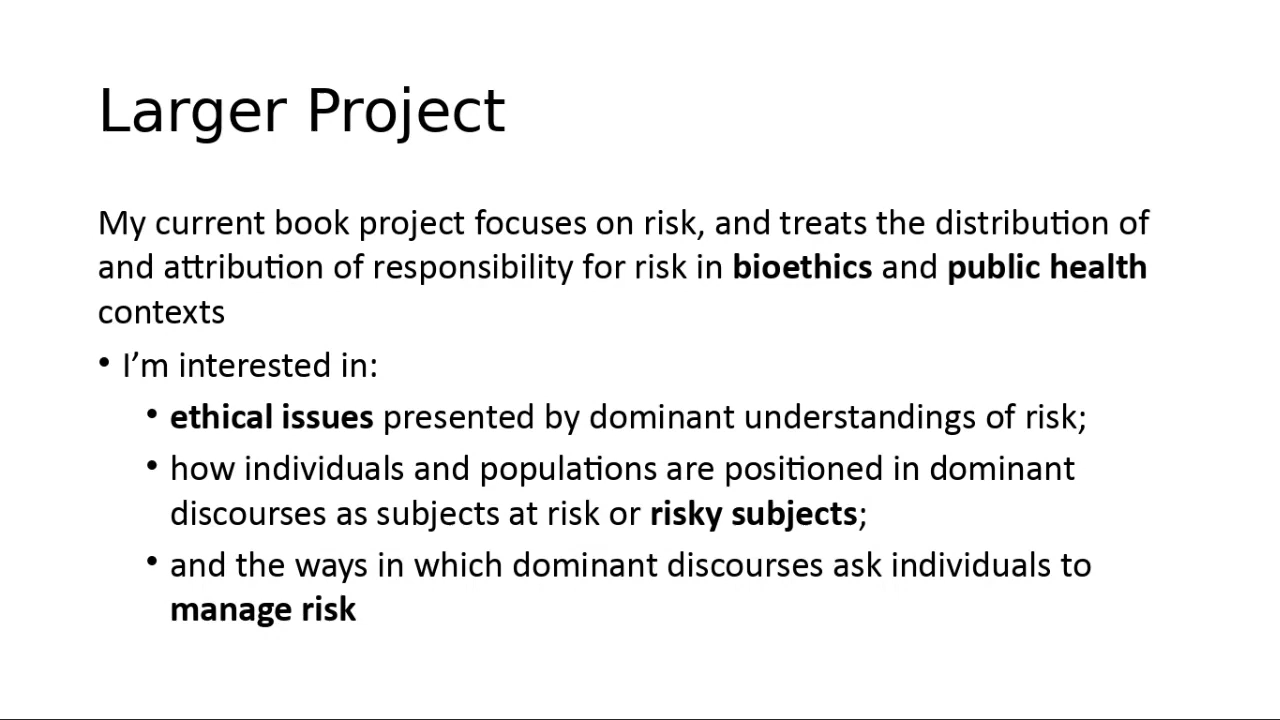 Larger Project
My current book project focuses on risk, and treats the distribution of
and attribution of responsibility for risk in bioethics and public health
contexts
• I’m interested in:
• ethical issues presented by dominant understandings of risk;
• how individuals and populations are positioned in dominant
discourses as subjects at risk or risky subjects;
• and the ways in which dominant discourses ask individuals to
manage risk